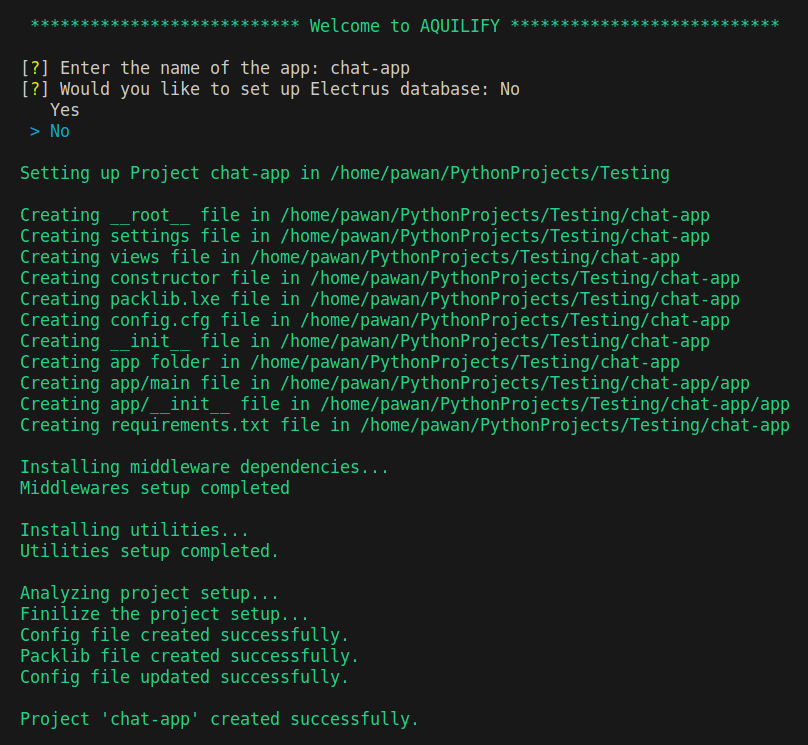 *************************** Welcome to AQUILIFY ***************************
[?] Enter the name of the app: chat-app
[?] Would you like to set up Electrus database: No
Yes
> No
Setting up Project chat-app in /home/pawan/PythonProjects/Testing
Creating __root__ file in /home/pawan/PythonProjects/Testing/chat-app
Creating settings file in /home/pawan/PythonProjects/Testing/chat-app
Creating views file in /home/pawan/PythonProjects/Testing/chat-app
Creating constructor file in /home/pawan/PythonProjects/Testing/chat-app
Creating packlib.lxe file in /home/pawan/PythonProjects/Testing/chat-app
Creating config.cfg file in /home/pawan/PythonProjects/Testing/chat-app
Creating __init__ file in /home/pawan/PythonProjects/Testing/chat-app
Creating app folder in /home/pawan/PythonProjects/Testing/chat-app
Creating app/main file in /home/pawan/PythonProjects/Testing/chat-app/app
Creating app/__init__ file in /home/pawan/PythonProjects/Testing/chat-app/app
Creating requirements.txt file in /home/pawan/PythonProjects/Testing/chat-app
Installing middleware dependencies...
Middlewares setup completed
Installing utilities...
Utilities setup completed.
Analyzing project setup...
Finilize the project setup...
Config file created successfully.
Packlib file created successfully.
Config file updated successfully.
Project 'chat-app' created successfully.